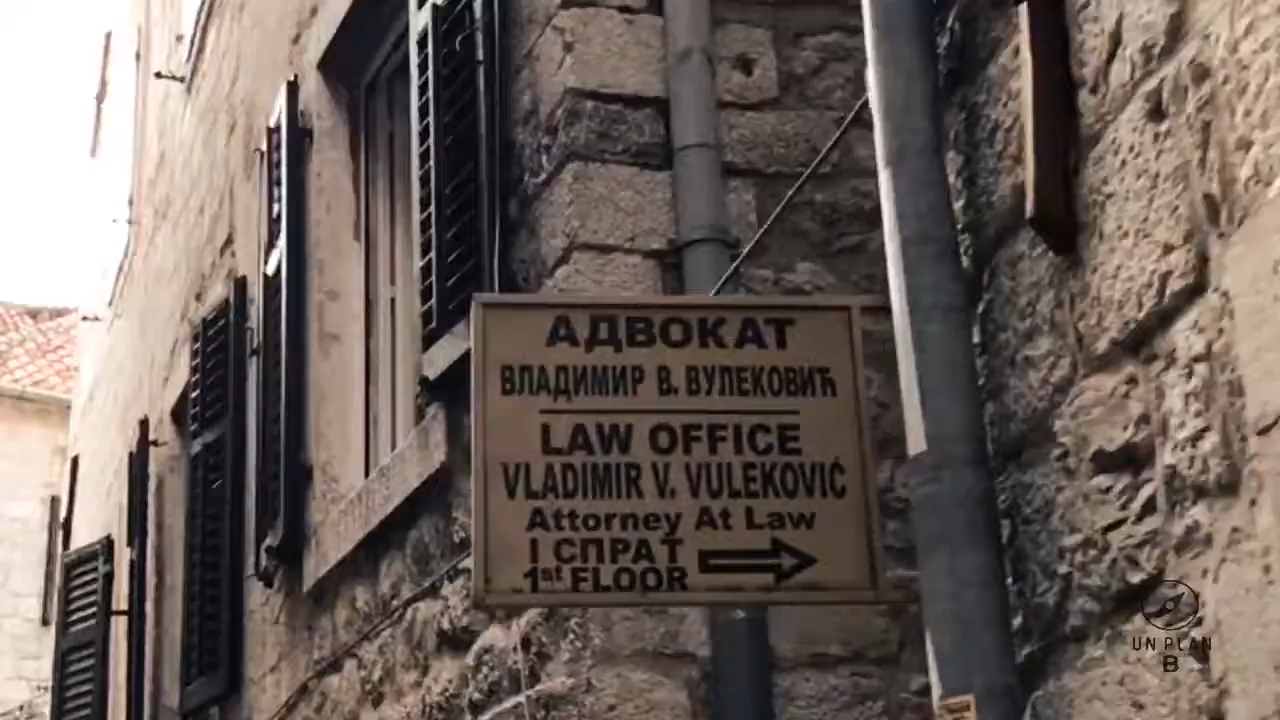 АДВОКАТ
ВЛАДИМИР В. ВУЛЕКОВИЋ
LAW OFFICE
VLADIMIR V. VULEKOVIĆ
Attorney At Law
I СПРАТ
1st FLOOR
UN PLAN
B